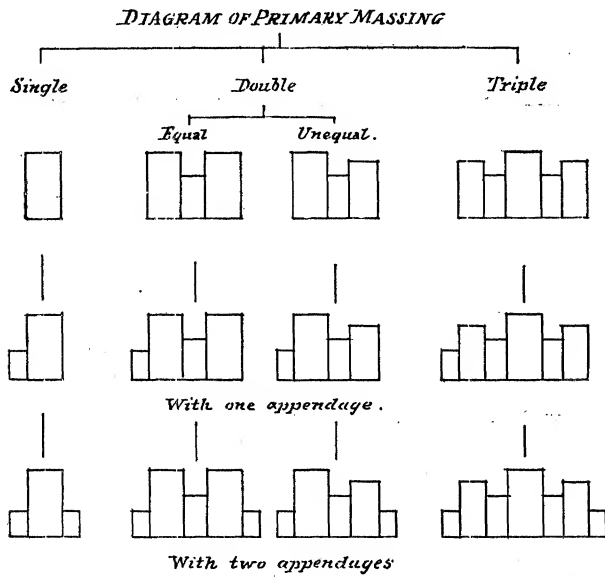 DIAGRAM OF PRIMARY MASSING
Single Double Triple
Equal Unequal.
With one appendage.
With two appendages